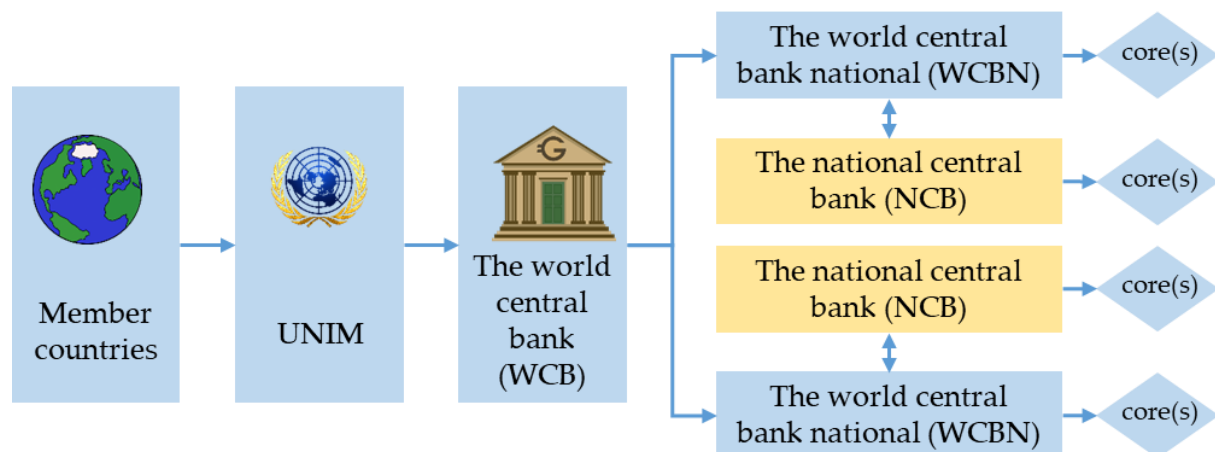 Member
countries
UNIM
G
The world
central
bank
(WCB)
The world central
bank national (WCBN)
core(s)
The national central
bank (NCB)
core(s)
The national central
bank (NCB)
core(s)
The world central
bank national (WCBN)
core(s)